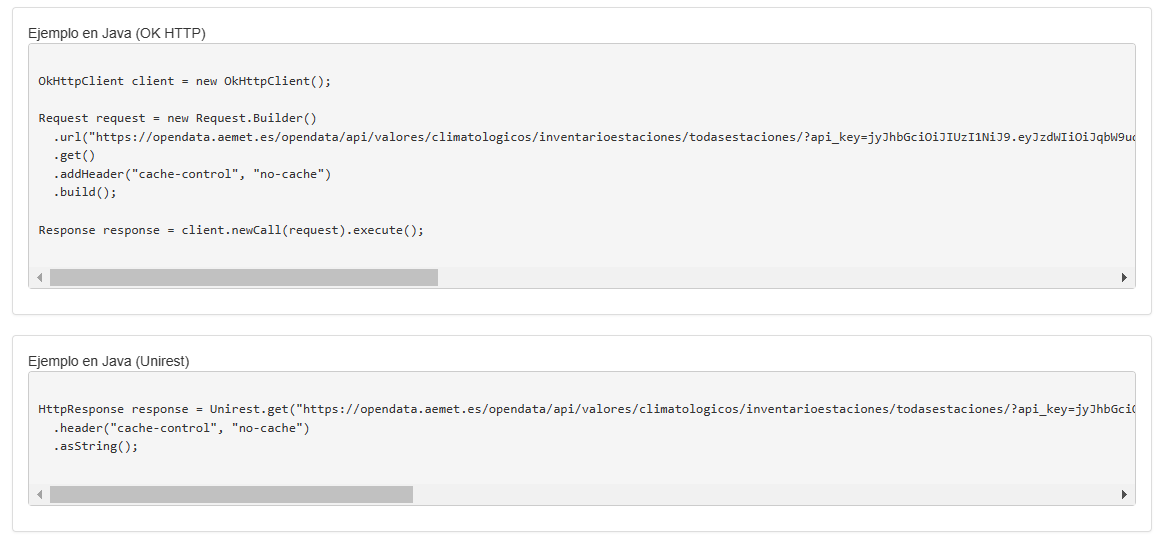 Ejemplo en Java (OK HTTP)
OkHttpClient client = new OkHttpClient();
Request request = new Request.Builder()
.url("https://opendata.aemet.es/opendata/api/valores/climatologicos/inventarioestaciones/todasestaciones/?api_key=jyJhbGciOiJIUzI1NiJ9.eyJzdWIiOiJqbW9u
.get()
.addHeader("cache-control", "no-cache")
.build();
Response response = client.newCall(request).execute();
Ejemplo en Java (Unirest)
HttpResponse response = Unirest.get("https://opendata.aemet.es/opendata/api/valores/climatologicos/inventarioestaciones/todasestaciones/?api_key=jyJhbGci
.header("cache-control", "no-cache")
.asString();